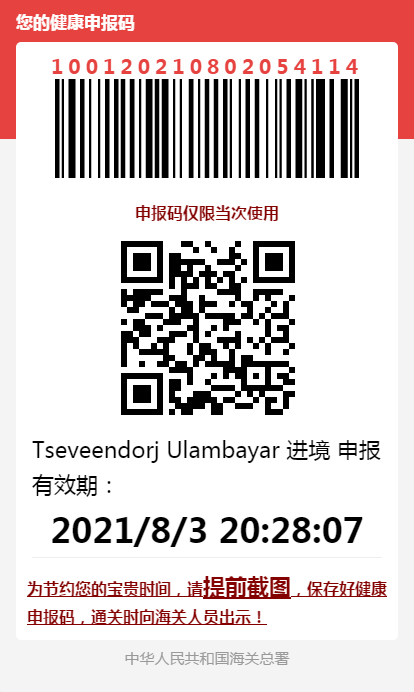 您的健康申报码
100120210802054114
申报码仅限当次使用
Tseveendorj Ulambayar 进境 申报
有效期：
2021/8/3 20:28:07
为节约您的宝贵时间，请提前截图，保存好健康
申报码，通关时向海关人员出示！
中华人民共和国海关总署